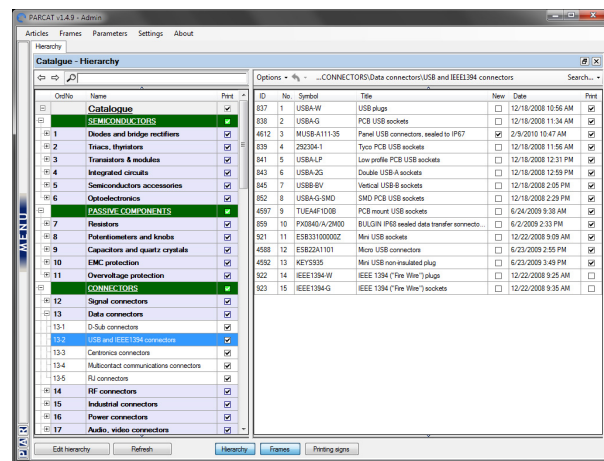 PARCAT v1.4.9 - Admin
Articles Frames Parameters Settings About
Hierarchy
Catalgue - Hierarchy
Options ...CONNECTORS\Data connectors\USB and IEEE1394 connectors Search...
OrdNo Name Print
Catalogue
SEMICONDUCTORS
1 Diodes and bridge rectifiers
2 Triacs, thyristors
3 Transistors & modules
4 Integrated circuits
5 Semiconductors accessories
6 Optoelectronics
PASSIVE COMPONENTS
7 Resistors
8 Potentiometers and knobs
9 Capacitors and quartz crystals
10 EMC protection
11 Overvoltage protection
CONNECTORS
12 Signal connectors
13 Data connectors
13-1 D-Sub connectors
13-2 USB and IEEE1394 connectors
13-3 Centronics connectors
13-4 Multicontact communications connectors
13-5 RJ connectors
14 RF connectors
15 Industrial connectors
16 Power connectors
17 Audio, video connectors
ID No. Symbol Title New Date Print
837 1 USBA-W USB plugs 12/18/2008 10:56 AM
838 2 USBA-G PCB USB sockets 12/18/2008 11:34 AM
4612 3 MUSB-A111-35 Panel USB connectors, sealed to IP67 2/9/2010 10:47 AM
839 4 292304-1 Tyco PCB USB sockets 12/18/2008 11:56 AM
841 5 USBA-LP Low profile PCB USB sockets 12/18/2008 12:31 PM
843 6 USBA-2G Double USB-A sockets 12/18/2008 12:59 PM
845 7 USBB-BV Vertical USB-B sockets 12/18/2008 2:05 PM
852 8 USBA-G-SMD SMD PCB USB sockets 12/18/2008 2:29 PM
4597 9 TUEA4F1D0B PCB mount USB sockets 6/24/2009 9:38 AM
859 10 PX0840/A/2M00 BULGIN IP68 sealed data transfer sonnecto... 6/2/2009 2:33 PM
921 11 ESB33100000Z Mini USB sockets 12/22/2008 9:09 AM
4588 12 ESB22A1101 Micro USB connectors 6/23/2009 2:55 PM
4592 13 KEYS935 Mini USB non-insulated plug 6/23/2009 3:49 PM
922 14 IEEE1394-W IEEE 1394 ("Fire Wire") plugs 12/22/2008 9:25 AM
923 15 IEEE1394-G IEEE 1394 ("Fire Wire") sockets 12/22/2008 9:35 AM
MENU
Edit hierarchy Refresh Hierarchy Frames Printing signs